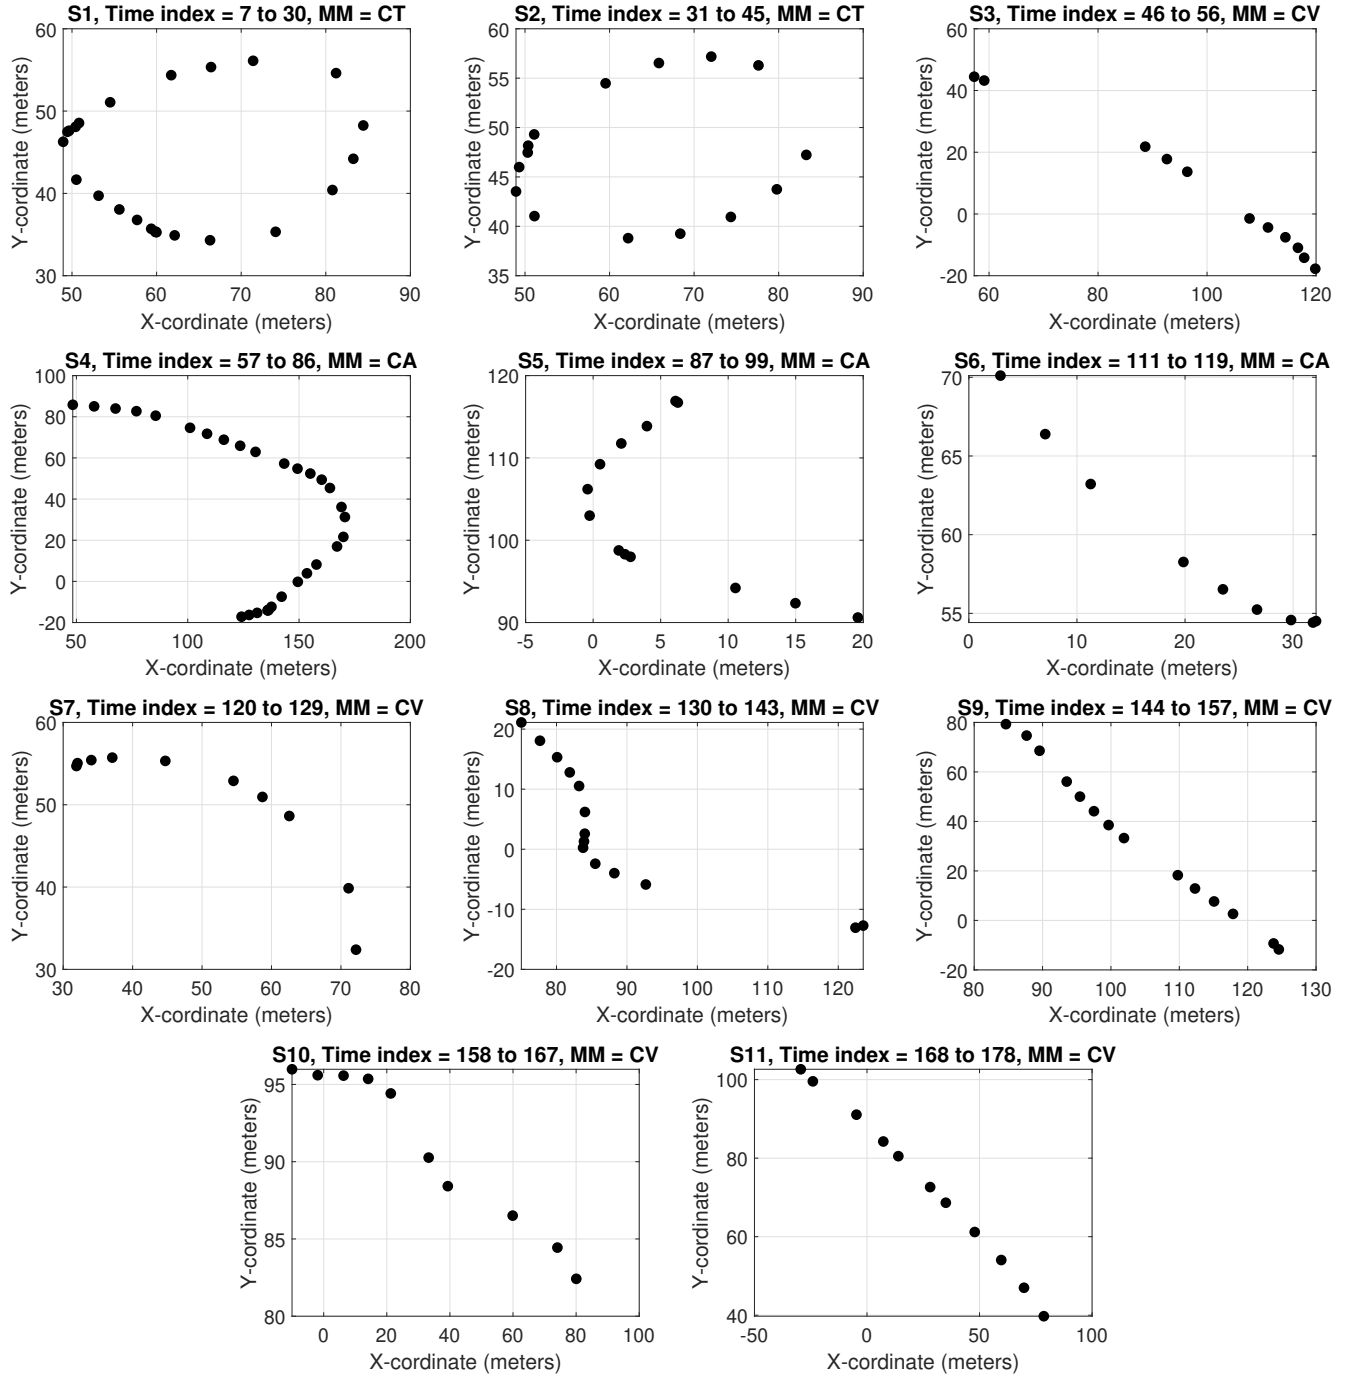 S1, Time index = 7 to 30, MM = CT
S2, Time index = 31 to 45, MM = CT
S3, Time index = 46 to 56, MM = CV
60
50
40
30
50 60 70 80 90
Y-cordinate (meters)
X-cordinate (meters)
60
55
50
45
40
35
50 60 70 80 90
Y-cordinate (meters)
X-cordinate (meters)
60
40
20
0
-20
60 80 100 120
Y-cordinate (meters)
X-cordinate (meters)
S4, Time index = 57 to 86, MM = CA
S5, Time index = 87 to 99, MM = CA
S6, Time index = 111 to 119, MM = CA
100
80
60
40
20
0
-20
50 100 150 200
Y-cordinate (meters)
X-cordinate (meters)
120
110
100
90
-5 0 5 10 15 20
Y-cordinate (meters)
X-cordinate (meters)
70
65
60
55
0 10 20 30
Y-cordinate (meters)
X-cordinate (meters)
S7, Time index = 120 to 129, MM = CV
S8, Time index = 130 to 143, MM = CV
S9, Time index = 144 to 157, MM = CV
60
50
40
30
30 40 50 60 70 80
Y-cordinate (meters)
X-cordinate (meters)
20
10
0
-10
-20
80 90 100 110 120
Y-cordinate (meters)
X-cordinate (meters)
80
60
40
20
0
-20
80 90 100 110 120 130
Y-cordinate (meters)
X-cordinate (meters)
S10, Time index = 158 to 167, MM = CV
S11, Time index = 168 to 178, MM = CV
95
90
85
80
0 20 40 60 80 100
Y-cordinate (meters)
X-cordinate (meters)
100
80
60
40
-50 0 50 100
Y-cordinate (meters)
X-cordinate (meters)